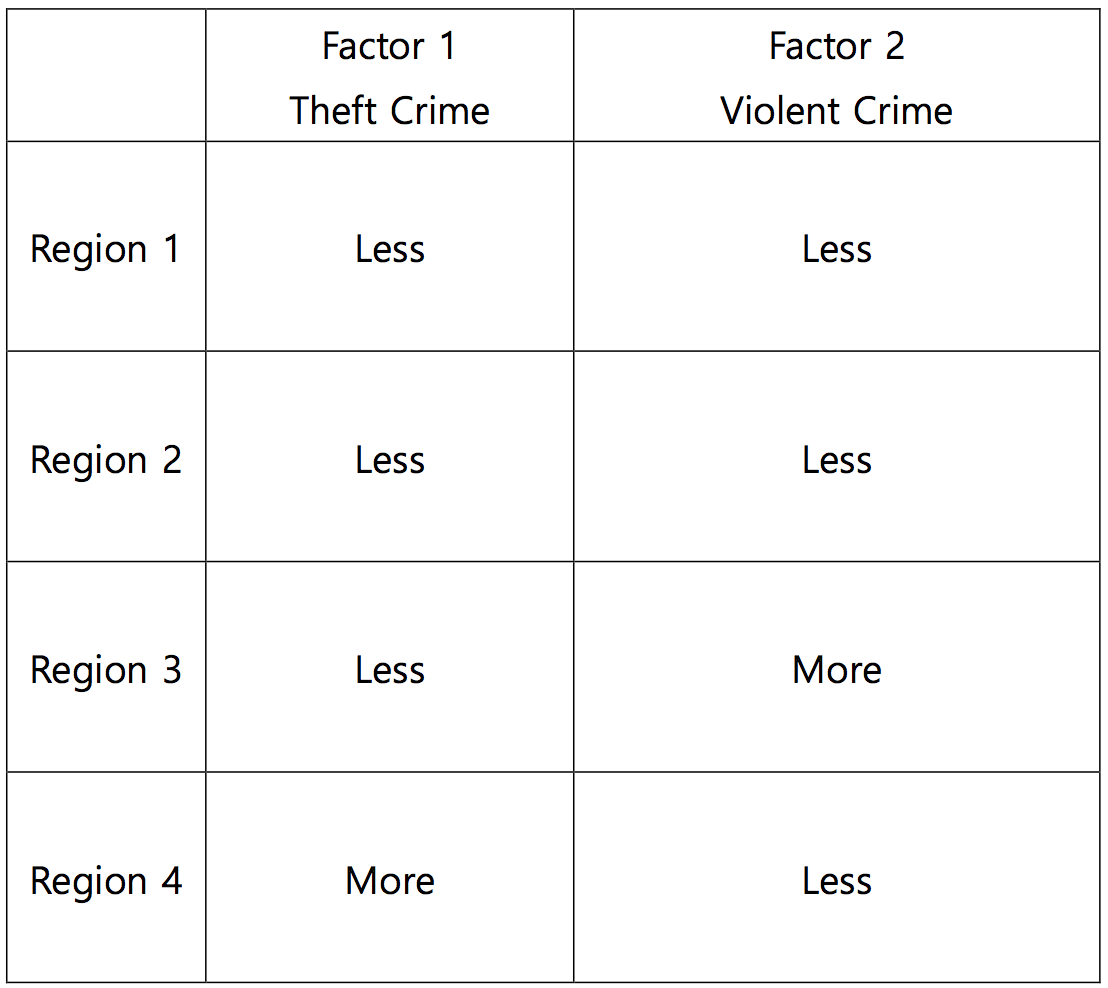 Factor 1
Theft Crime
Factor 2
Violent Crime
Region 1
Less
Less
Region 2
Less
Less
Region 3
Less
More
Region 4
More
Less